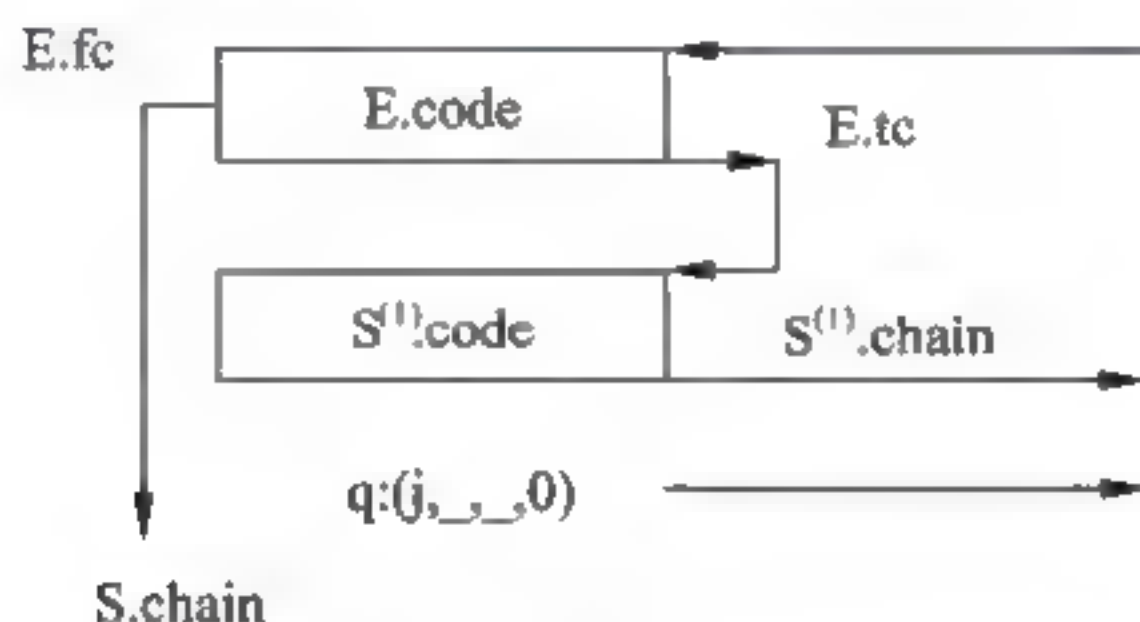 E.fc
E.code
E.tc
S⁽¹⁾.code
S⁽¹⁾.chain
q:(j,_,_,0)
S.chain